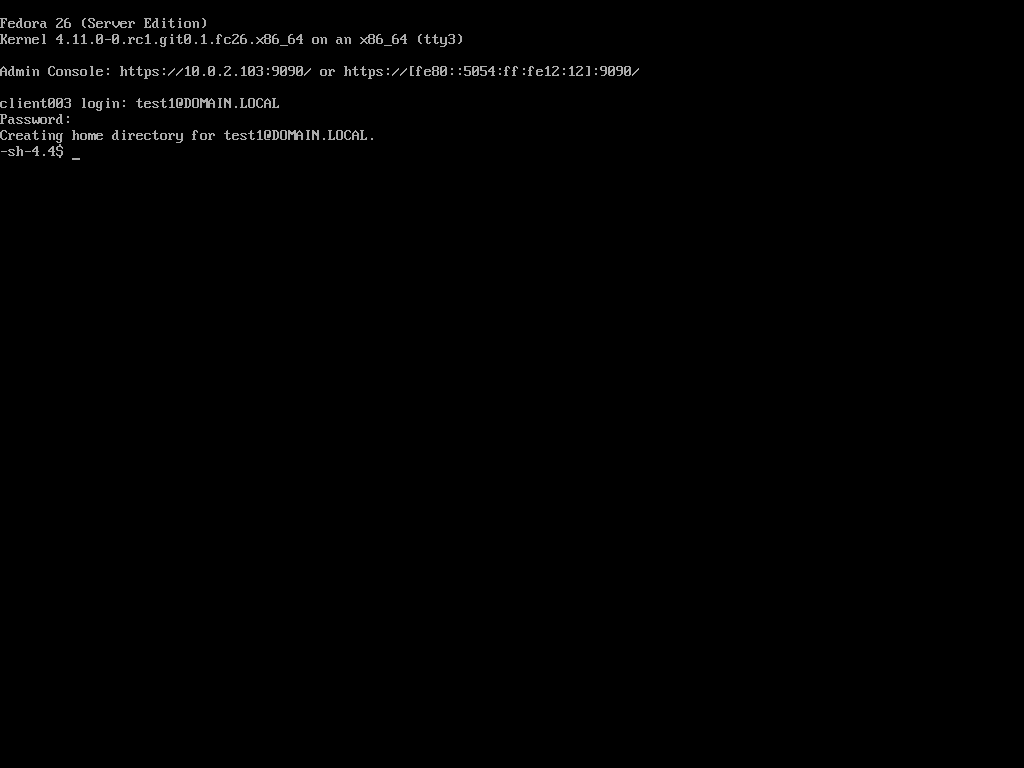 Fedora 26 (Server Edition)
Kernel 4.11.0-0.rc1.git0.1.fc26.x86_64 on an x86_64 (tty3)
Admin Console: https://10.0.2.103:9090/ or https://[fe80::5054:ff:fe12:12]:9090/
client003 login: test1@DOMAIN.LOCAL
Password:
Creating home directory for test1@DOMAIN.LOCAL.
-sh-4.4$ _